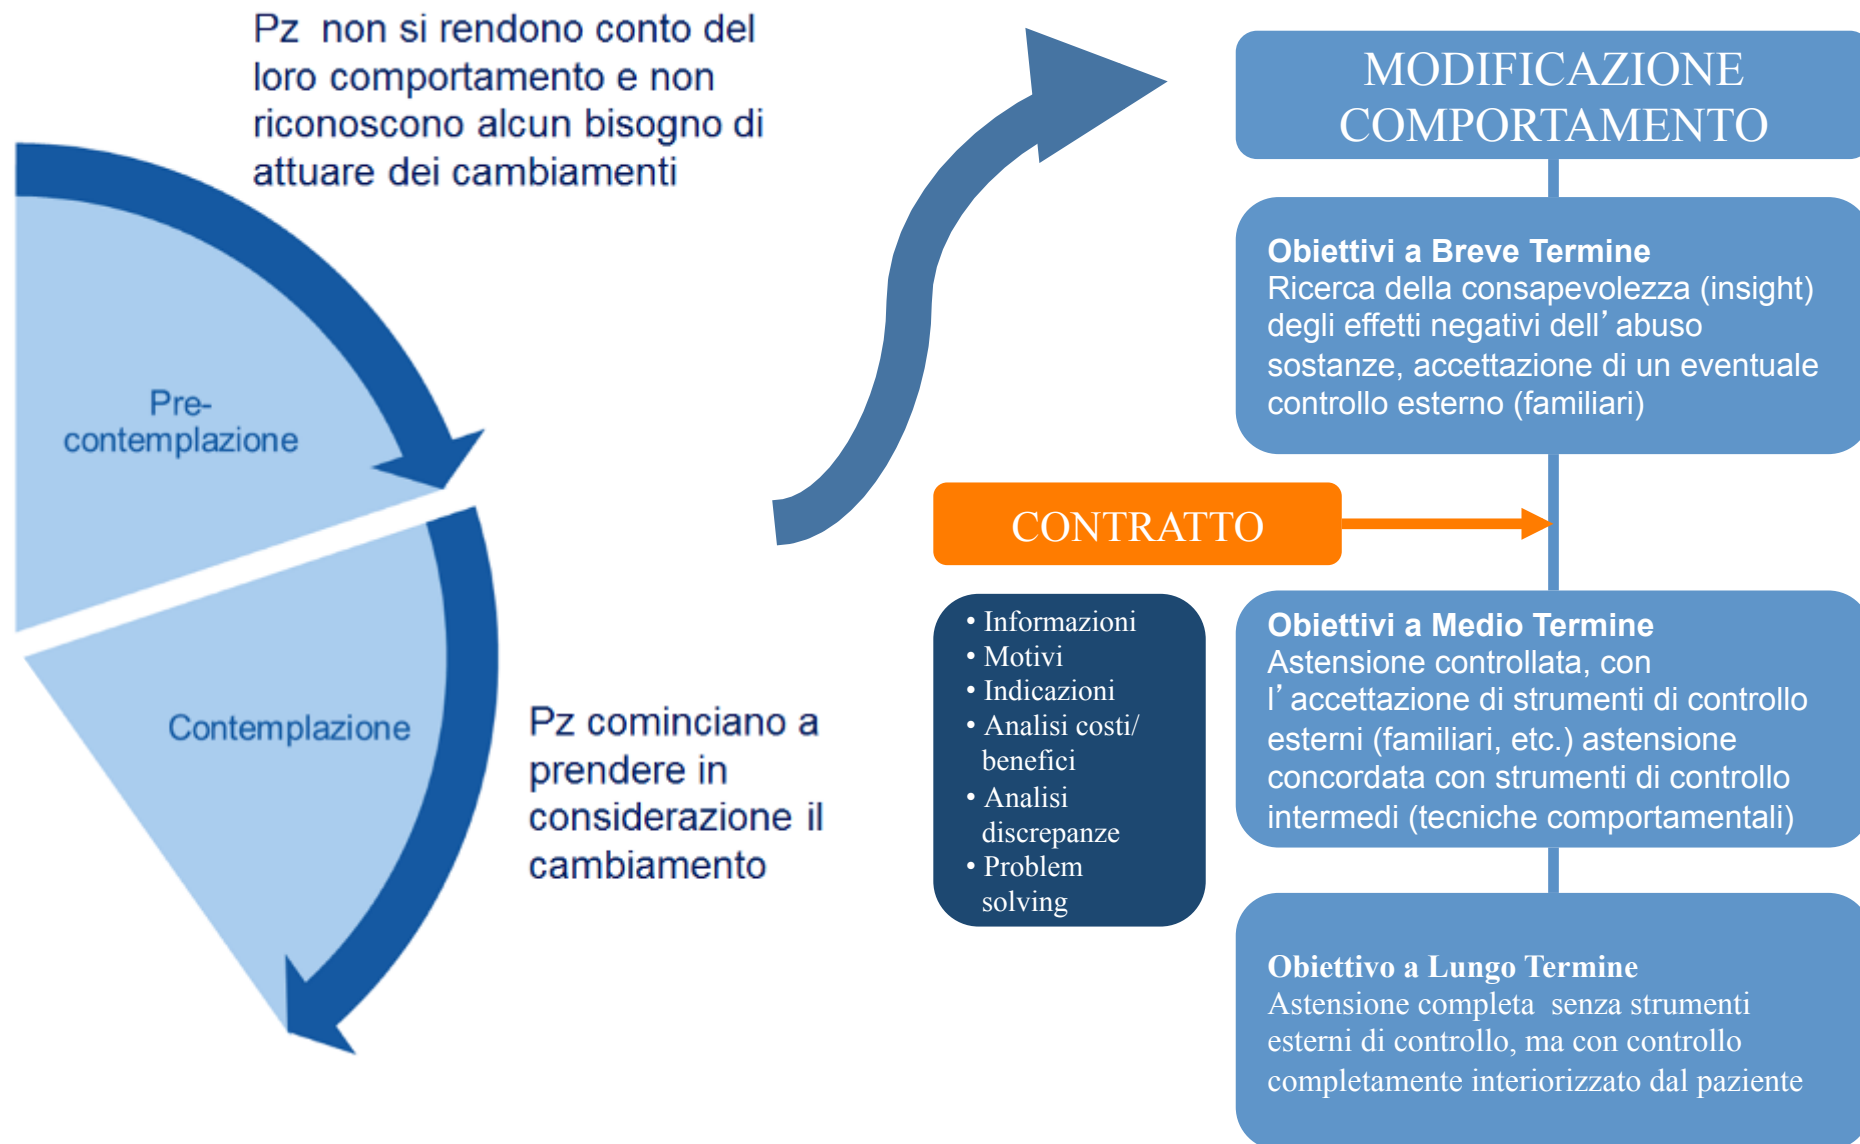 Pz non si rendono conto del
loro comportamento e non
riconoscono alcun bisogno di
attuare dei cambiamenti
Pre-
contemplazione
Contemplazione
Pz cominciano a
prendere in
considerazione il
cambiamento
MODIFICAZIONE
COMPORTAMENTO
Obiettivi a Breve Termine
Ricerca della consapevolezza (insight)
degli effetti negativi dell’ abuso
sostanze, accettazione di un eventuale
controllo esterno (familiari)
CONTRATTO
• Informazioni
• Motivi
• Indicazioni
• Analisi costi/
benefici
• Analisi
discrepanze
• Problem
solving
Obiettivi a Medio Termine
Astensione controllata, con
l’ accettazione di strumenti di controllo
esterni (familiari, etc.) astensione
concordata con strumenti di controllo
intermedi (tecniche comportamentali)
Obiettivo a Lungo Termine
Astensione completa senza strumenti
esterni di controllo, ma con controllo
completamente interiorizzato dal paziente